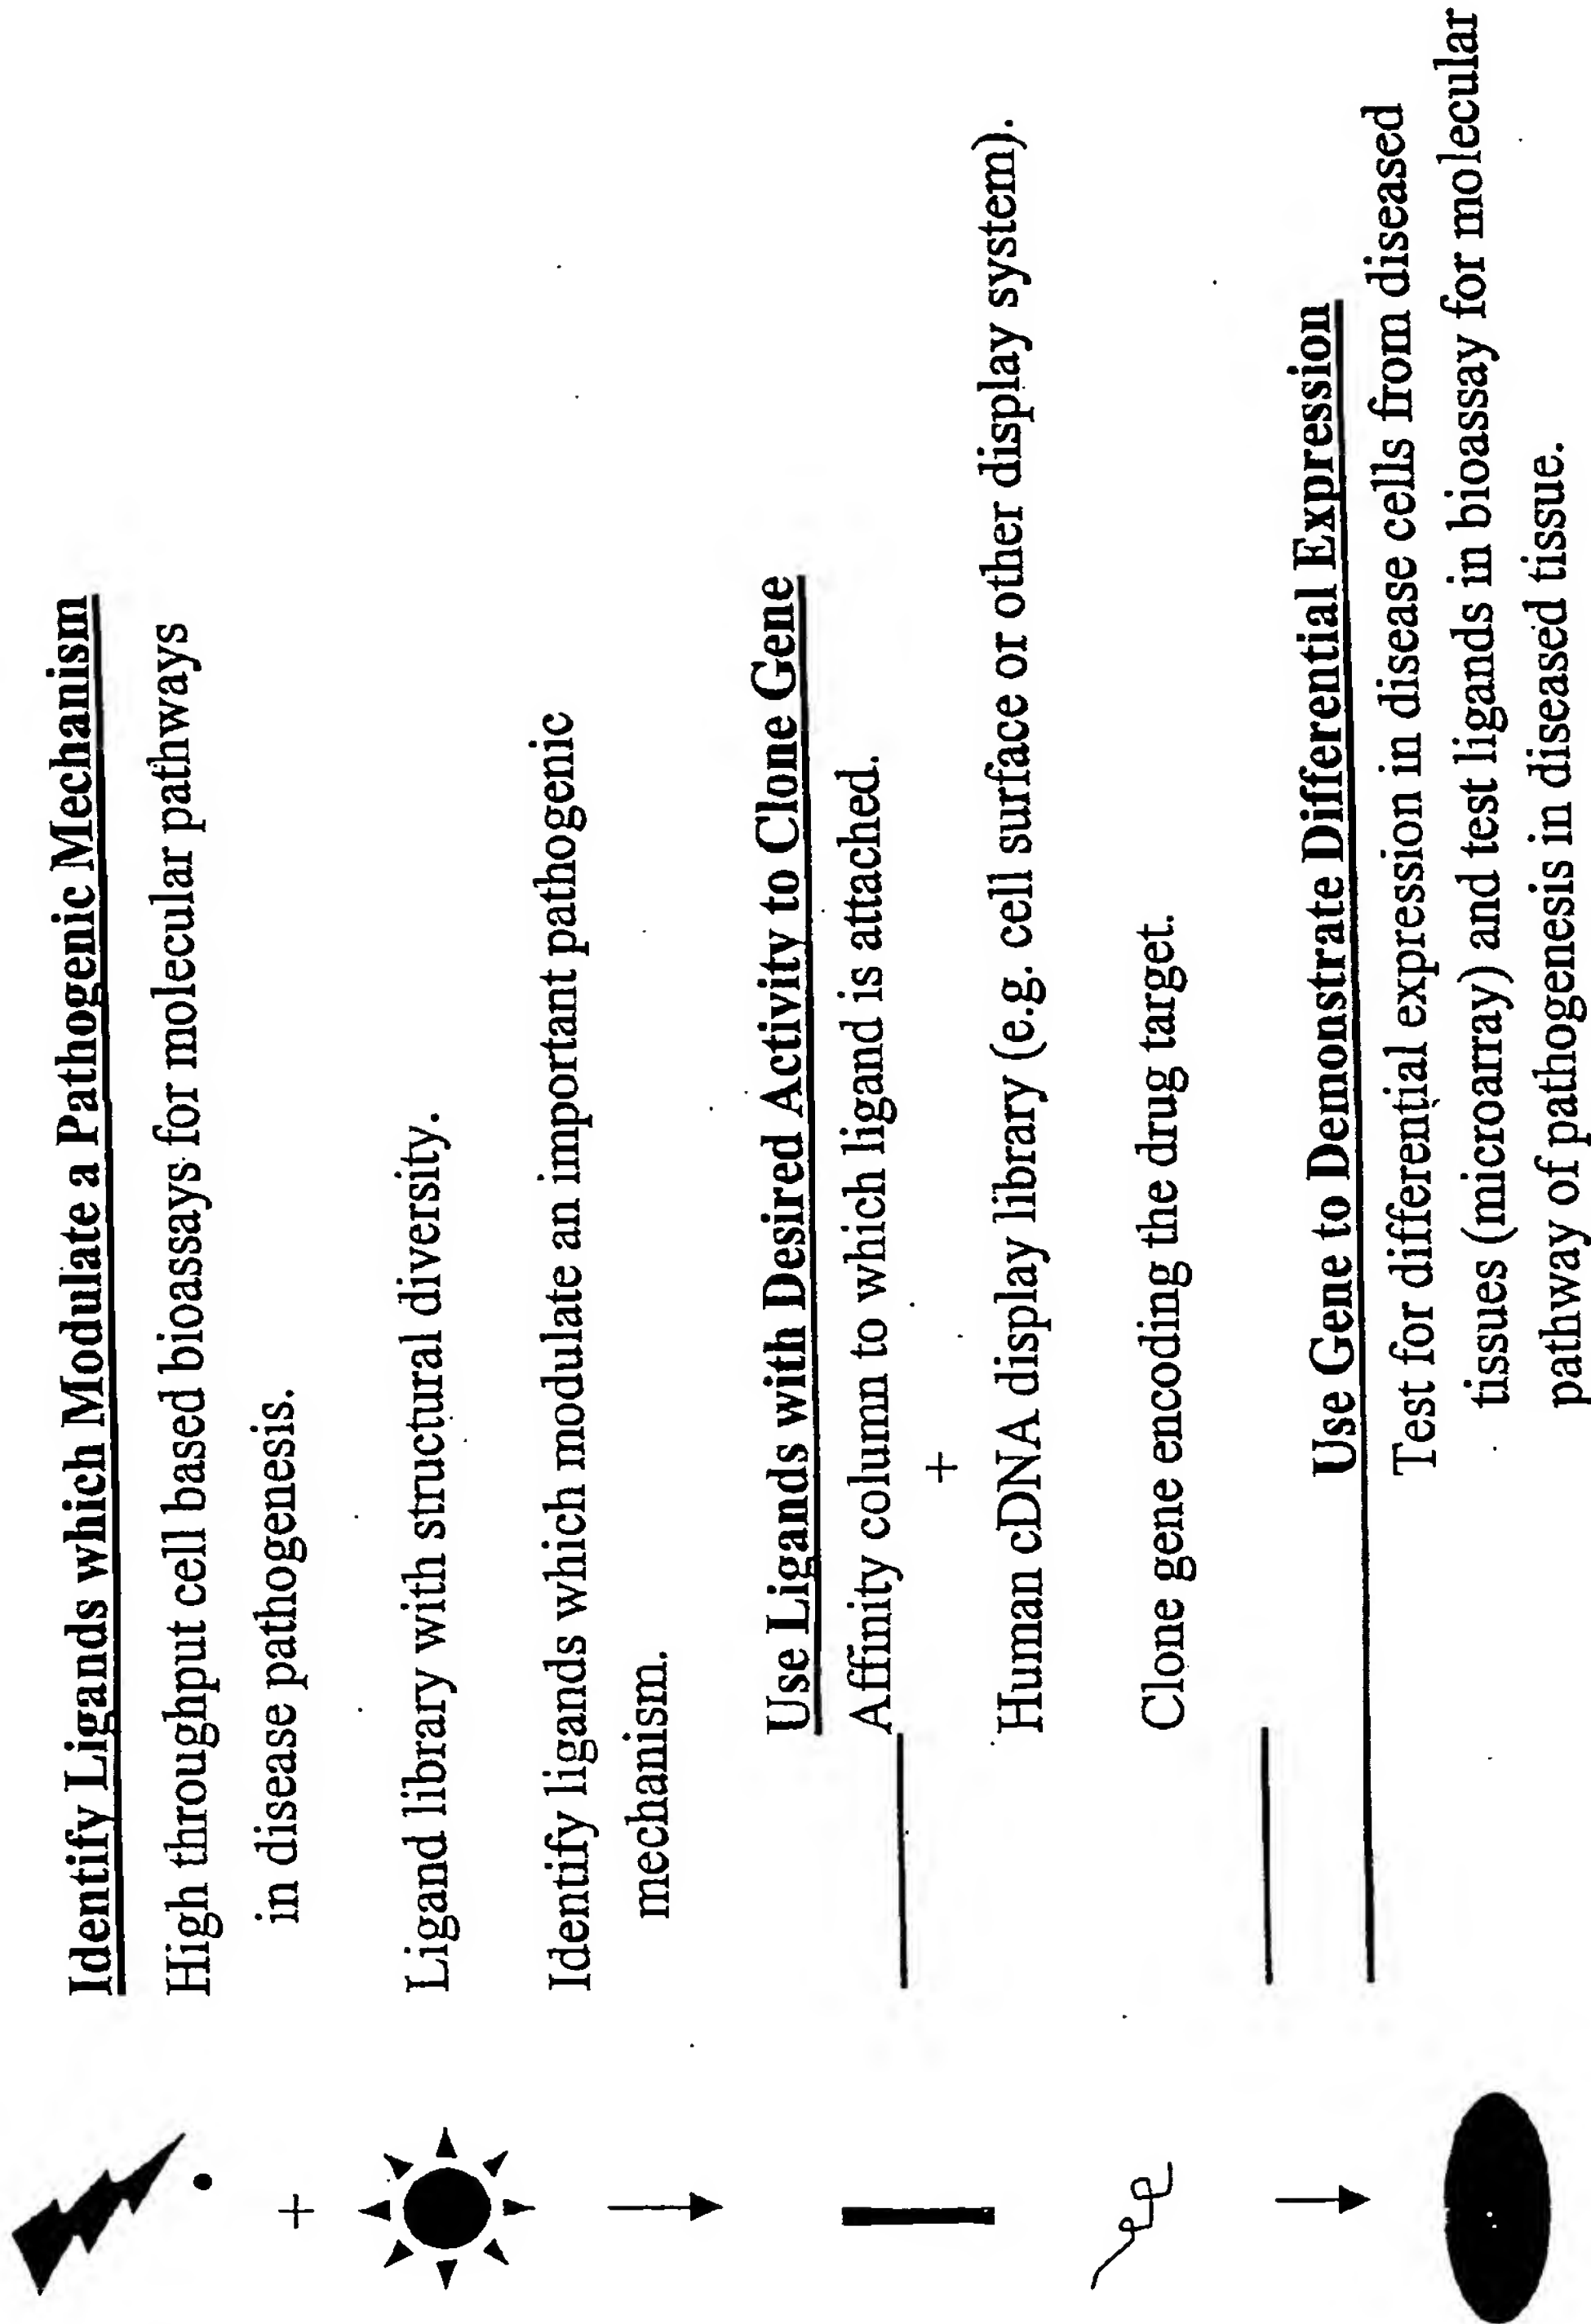 Identify Ligands which Modulate a Pathogenic Mechanism
High throughput cell based bioassays for molecular pathways
in disease pathogenesis.
+
Ligand library with structural diversity.
Identify ligands which modulate an important pathogenic
mechanism.
Use Ligands with Desired Activity to Clone Gene
Affinity column to which ligand is attached.
+
Human cDNA display library (e.g. cell surface or other display system).
Clone gene encoding the drug target.
Use Gene to Demonstrate Differential Expression
Test for differential expression in disease cells from diseased
tissues (microarray) and test ligands in bioassay for molecular
pathway of pathogenesis in diseased tissue.